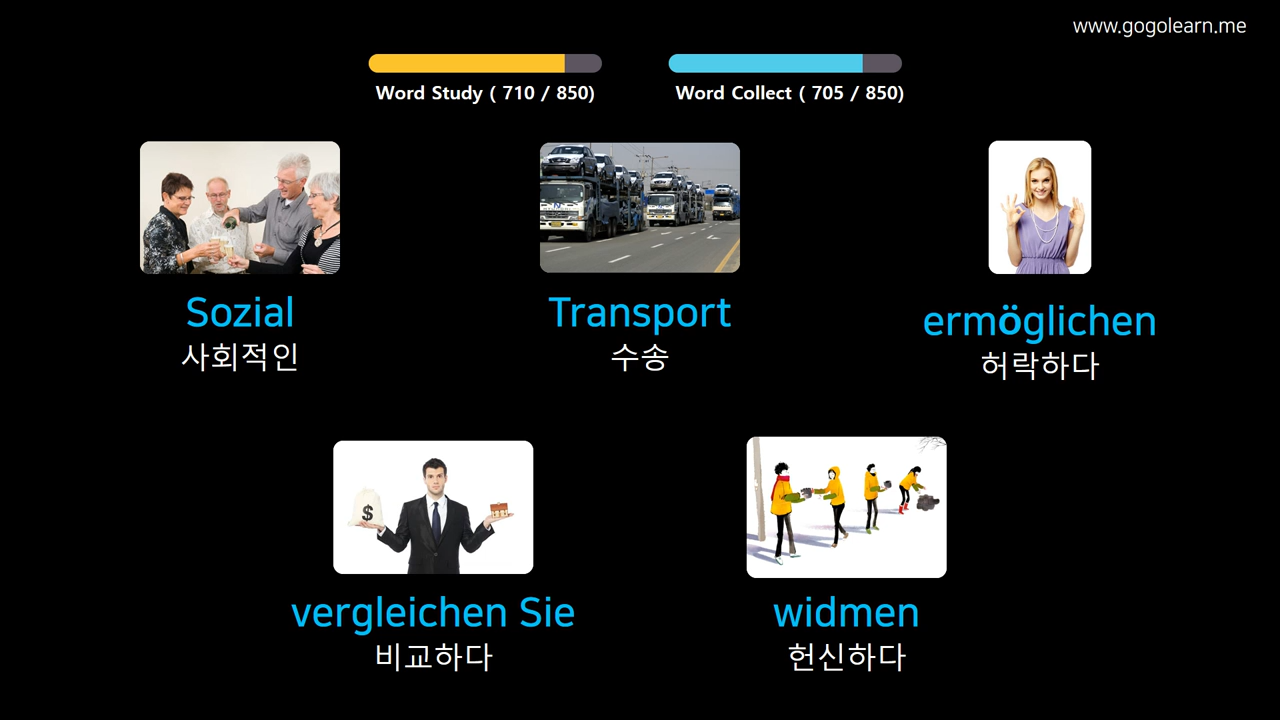 www.gogolearn.me
Word Study ( 710 / 850)
Word Collect ( 705 / 850)
Sozial
사회적인
Transport
수송
ermöglichen
허락하다
$
vergleichen Sie
비교하다
widmen
헌신하다